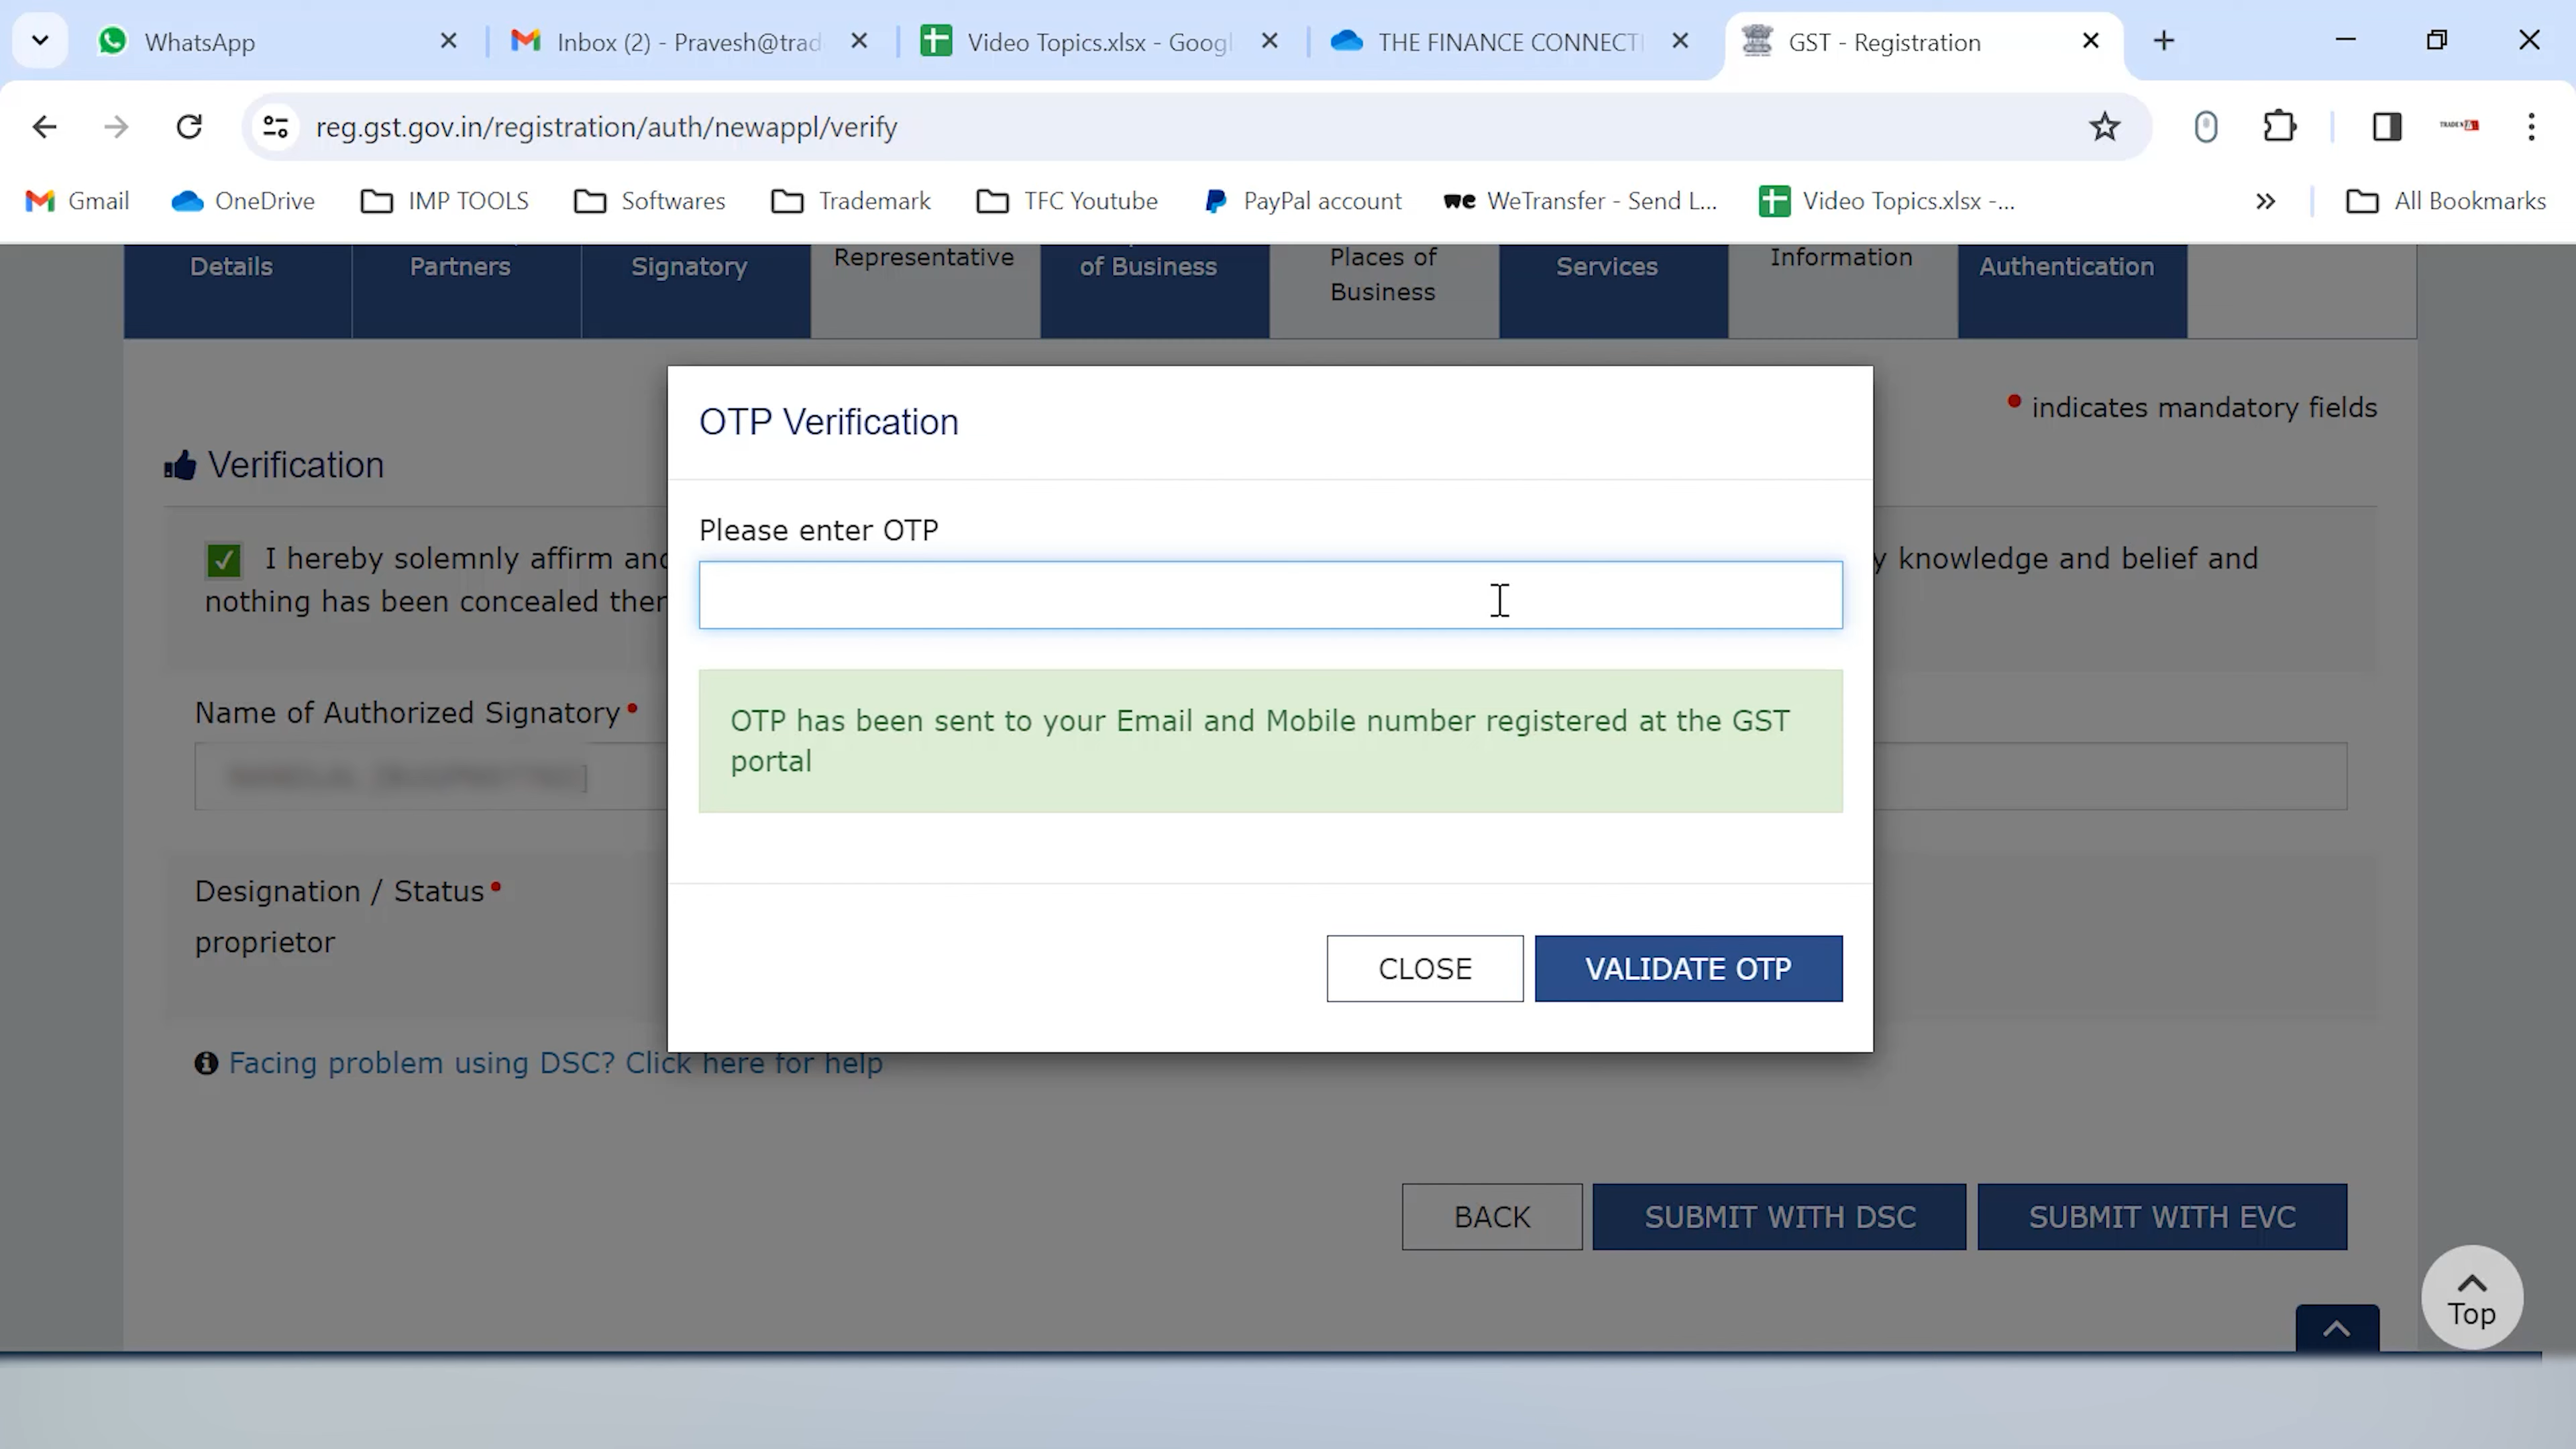 WhatsApp
Inbox (2) - Pravesh@trad
Video Topics.xlsx - Googl
THE FINANCE CONNECTI
GST - Registration
reg.gst.gov.in/registration/auth/newappl/verify
Gmail
OneDrive
IMP TOOLS
Softwares
Trademark
TFC Youtube
PayPal account
we WeTransfer - Send L...
Video Topics.xlsx -...
All Bookmarks
Details
Partners
Signatory
Representative
of Business
Places of
Business
Services
Information
Authentication
indicates mandatory fields
Verification
I hereby solemnly affirm and
nothing has been concealed ther
y knowledge and belief and
Name of Authorized Signatory
Designation / Status
proprietor
OTP Verification
Please enter OTP
OTP has been sent to your Email and Mobile number registered at the GST
portal
CLOSE
VALIDATE OTP
Facing problem using DSC? Click here for help
BACK
SUBMIT WITH DSC
SUBMIT WITH EVC
Top